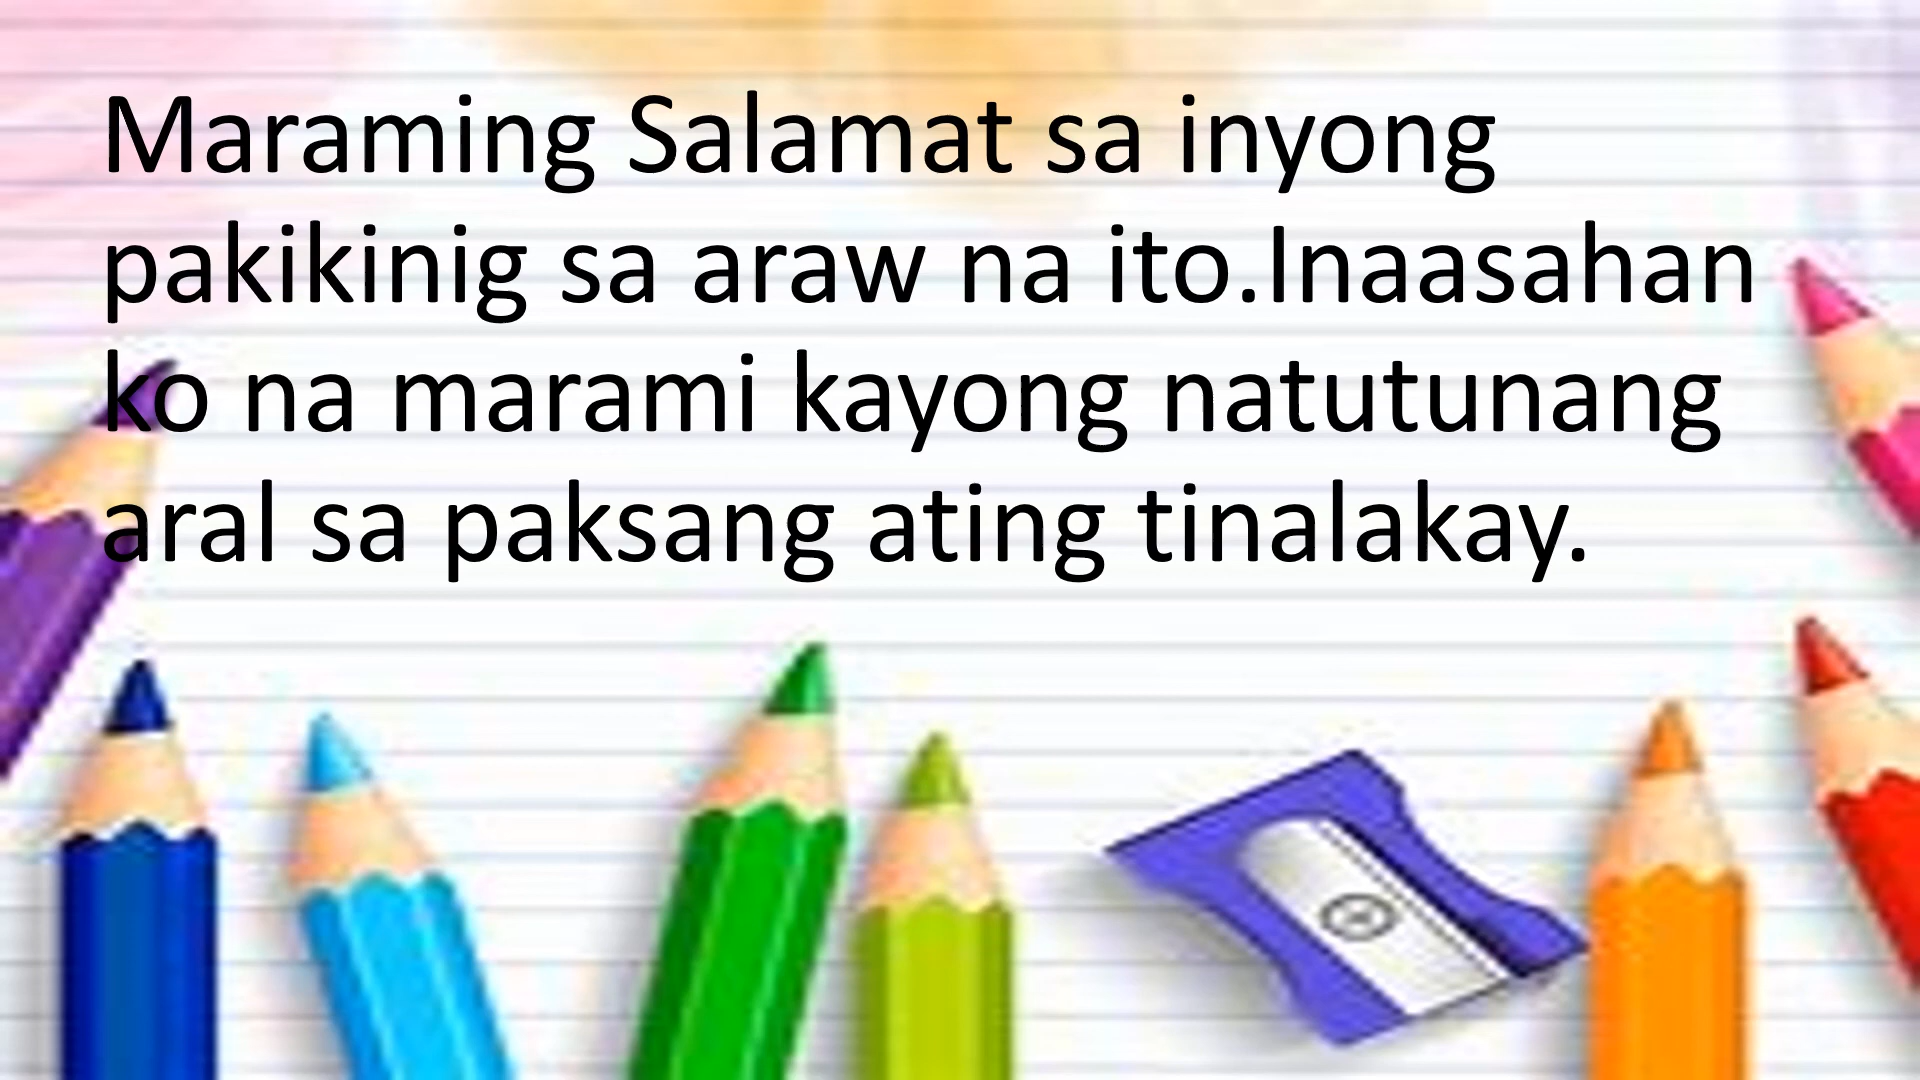 Maraming Salamat sa inyong
pakikinig sa araw na ito.Inaasahan
ko na marami kayong natutunang
aral sa paksang ating tinalakay.